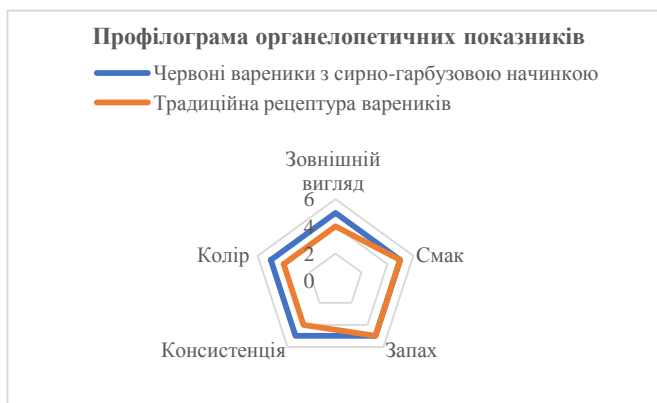 Профілограма органелопетичних показників
Червоні вареники з сирно-гарбузовою начинкою
Традиційна рецептура вареників
Зовнішній
вигляд
6
4
2
0
Колір
Смак
Консистенція
Запах